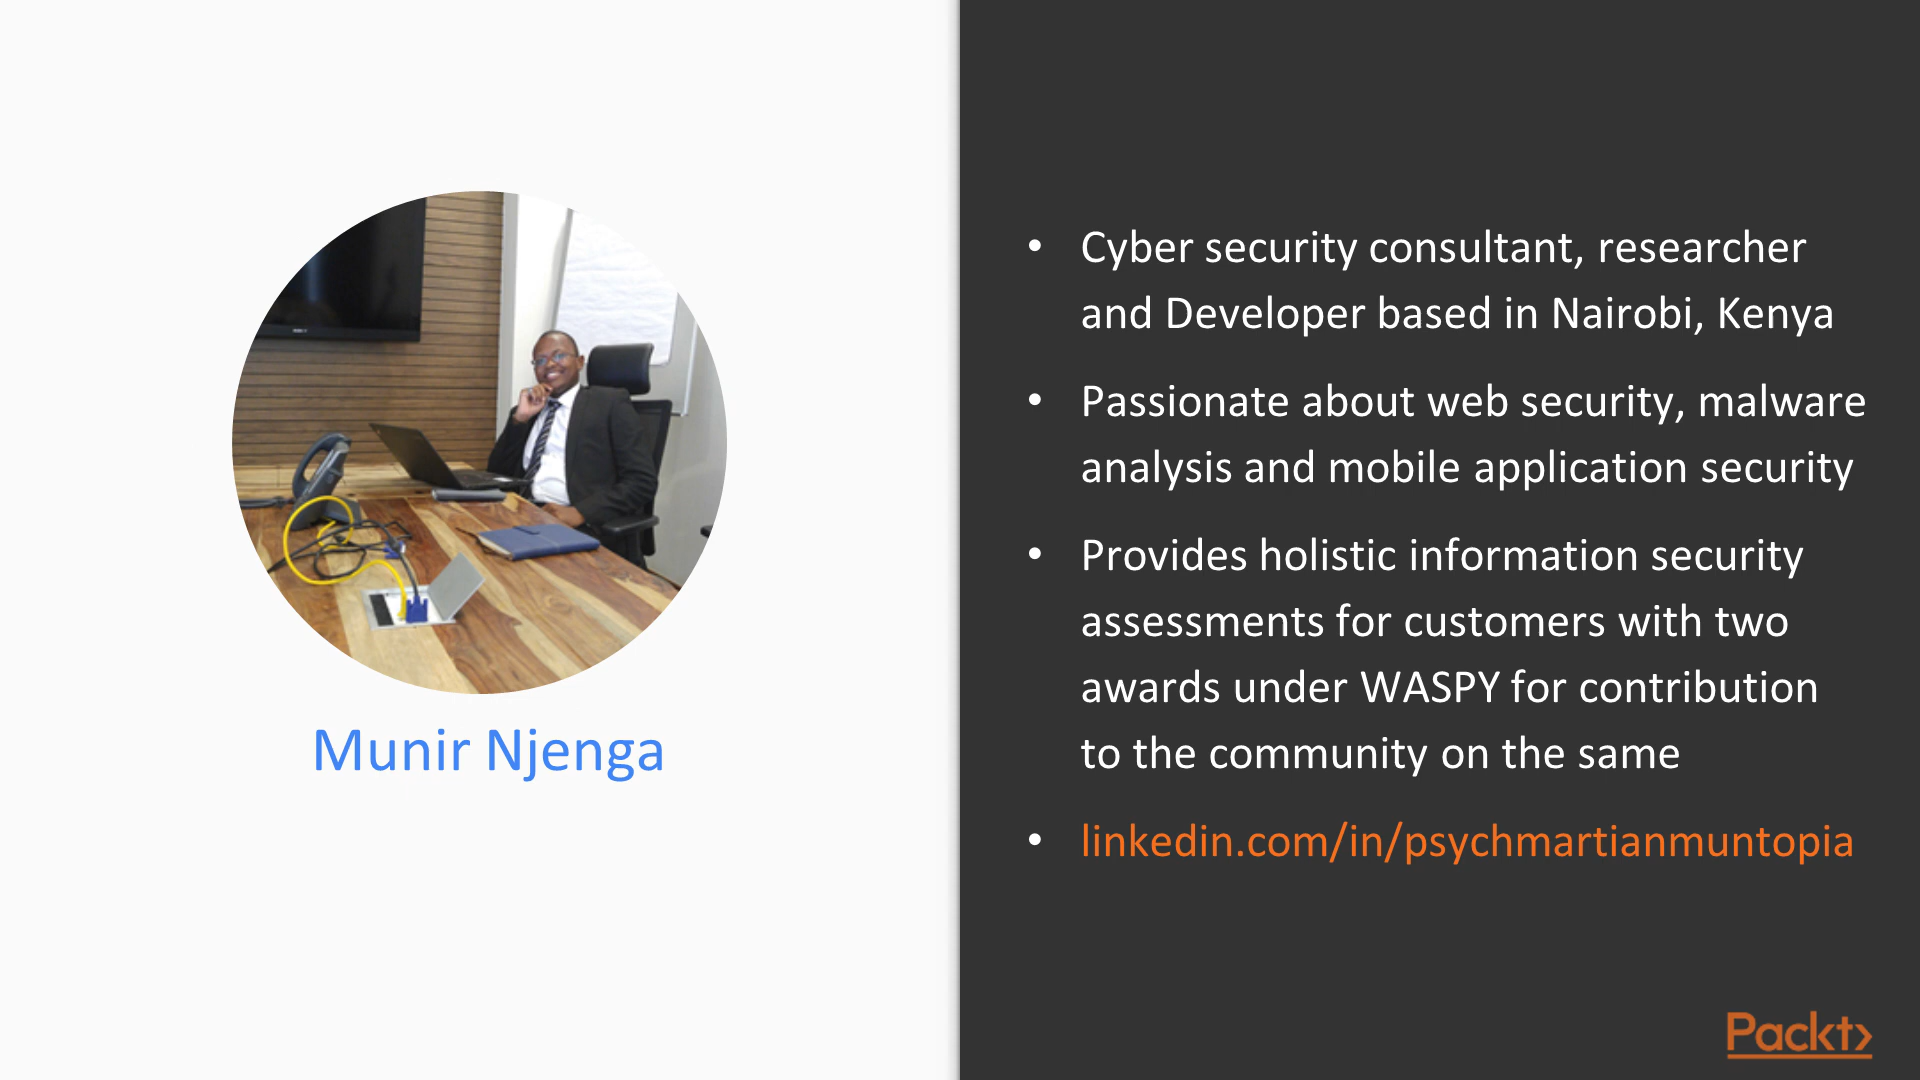 Munir Njenga
• Cyber security consultant, researcher
and Developer based in Nairobi, Kenya
• Passionate about web security, malware
analysis and mobile application security
• Provides holistic information security
assessments for customers with two
awards under WASPY for contribution
to the community on the same
• linkedin.com/in/psychmartianmuntopia
Packt>